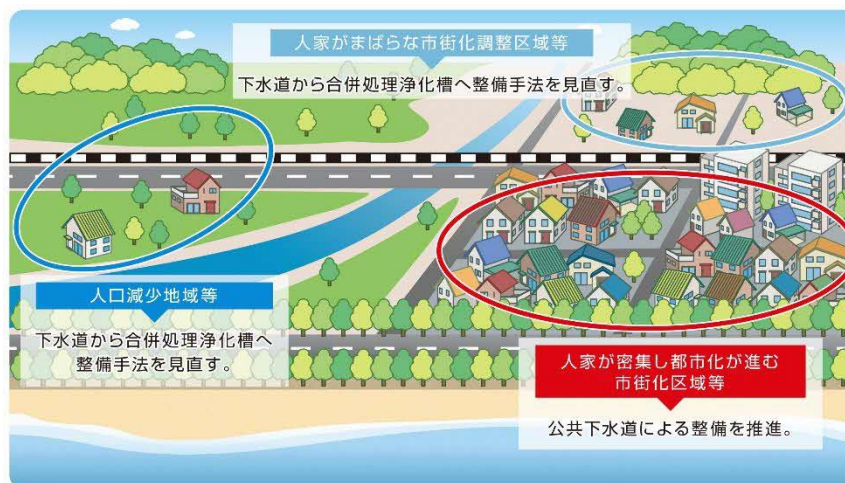 人家がまばらな市街化調整区域等
下水道から合併処理浄化槽へ整備手法を見直す。
人口減少地域等
下水道から合併処理浄化槽へ
整備手法を見直す。
人家が密集し都市化が進む
市街化区域等
公共下水道による整備を推進。